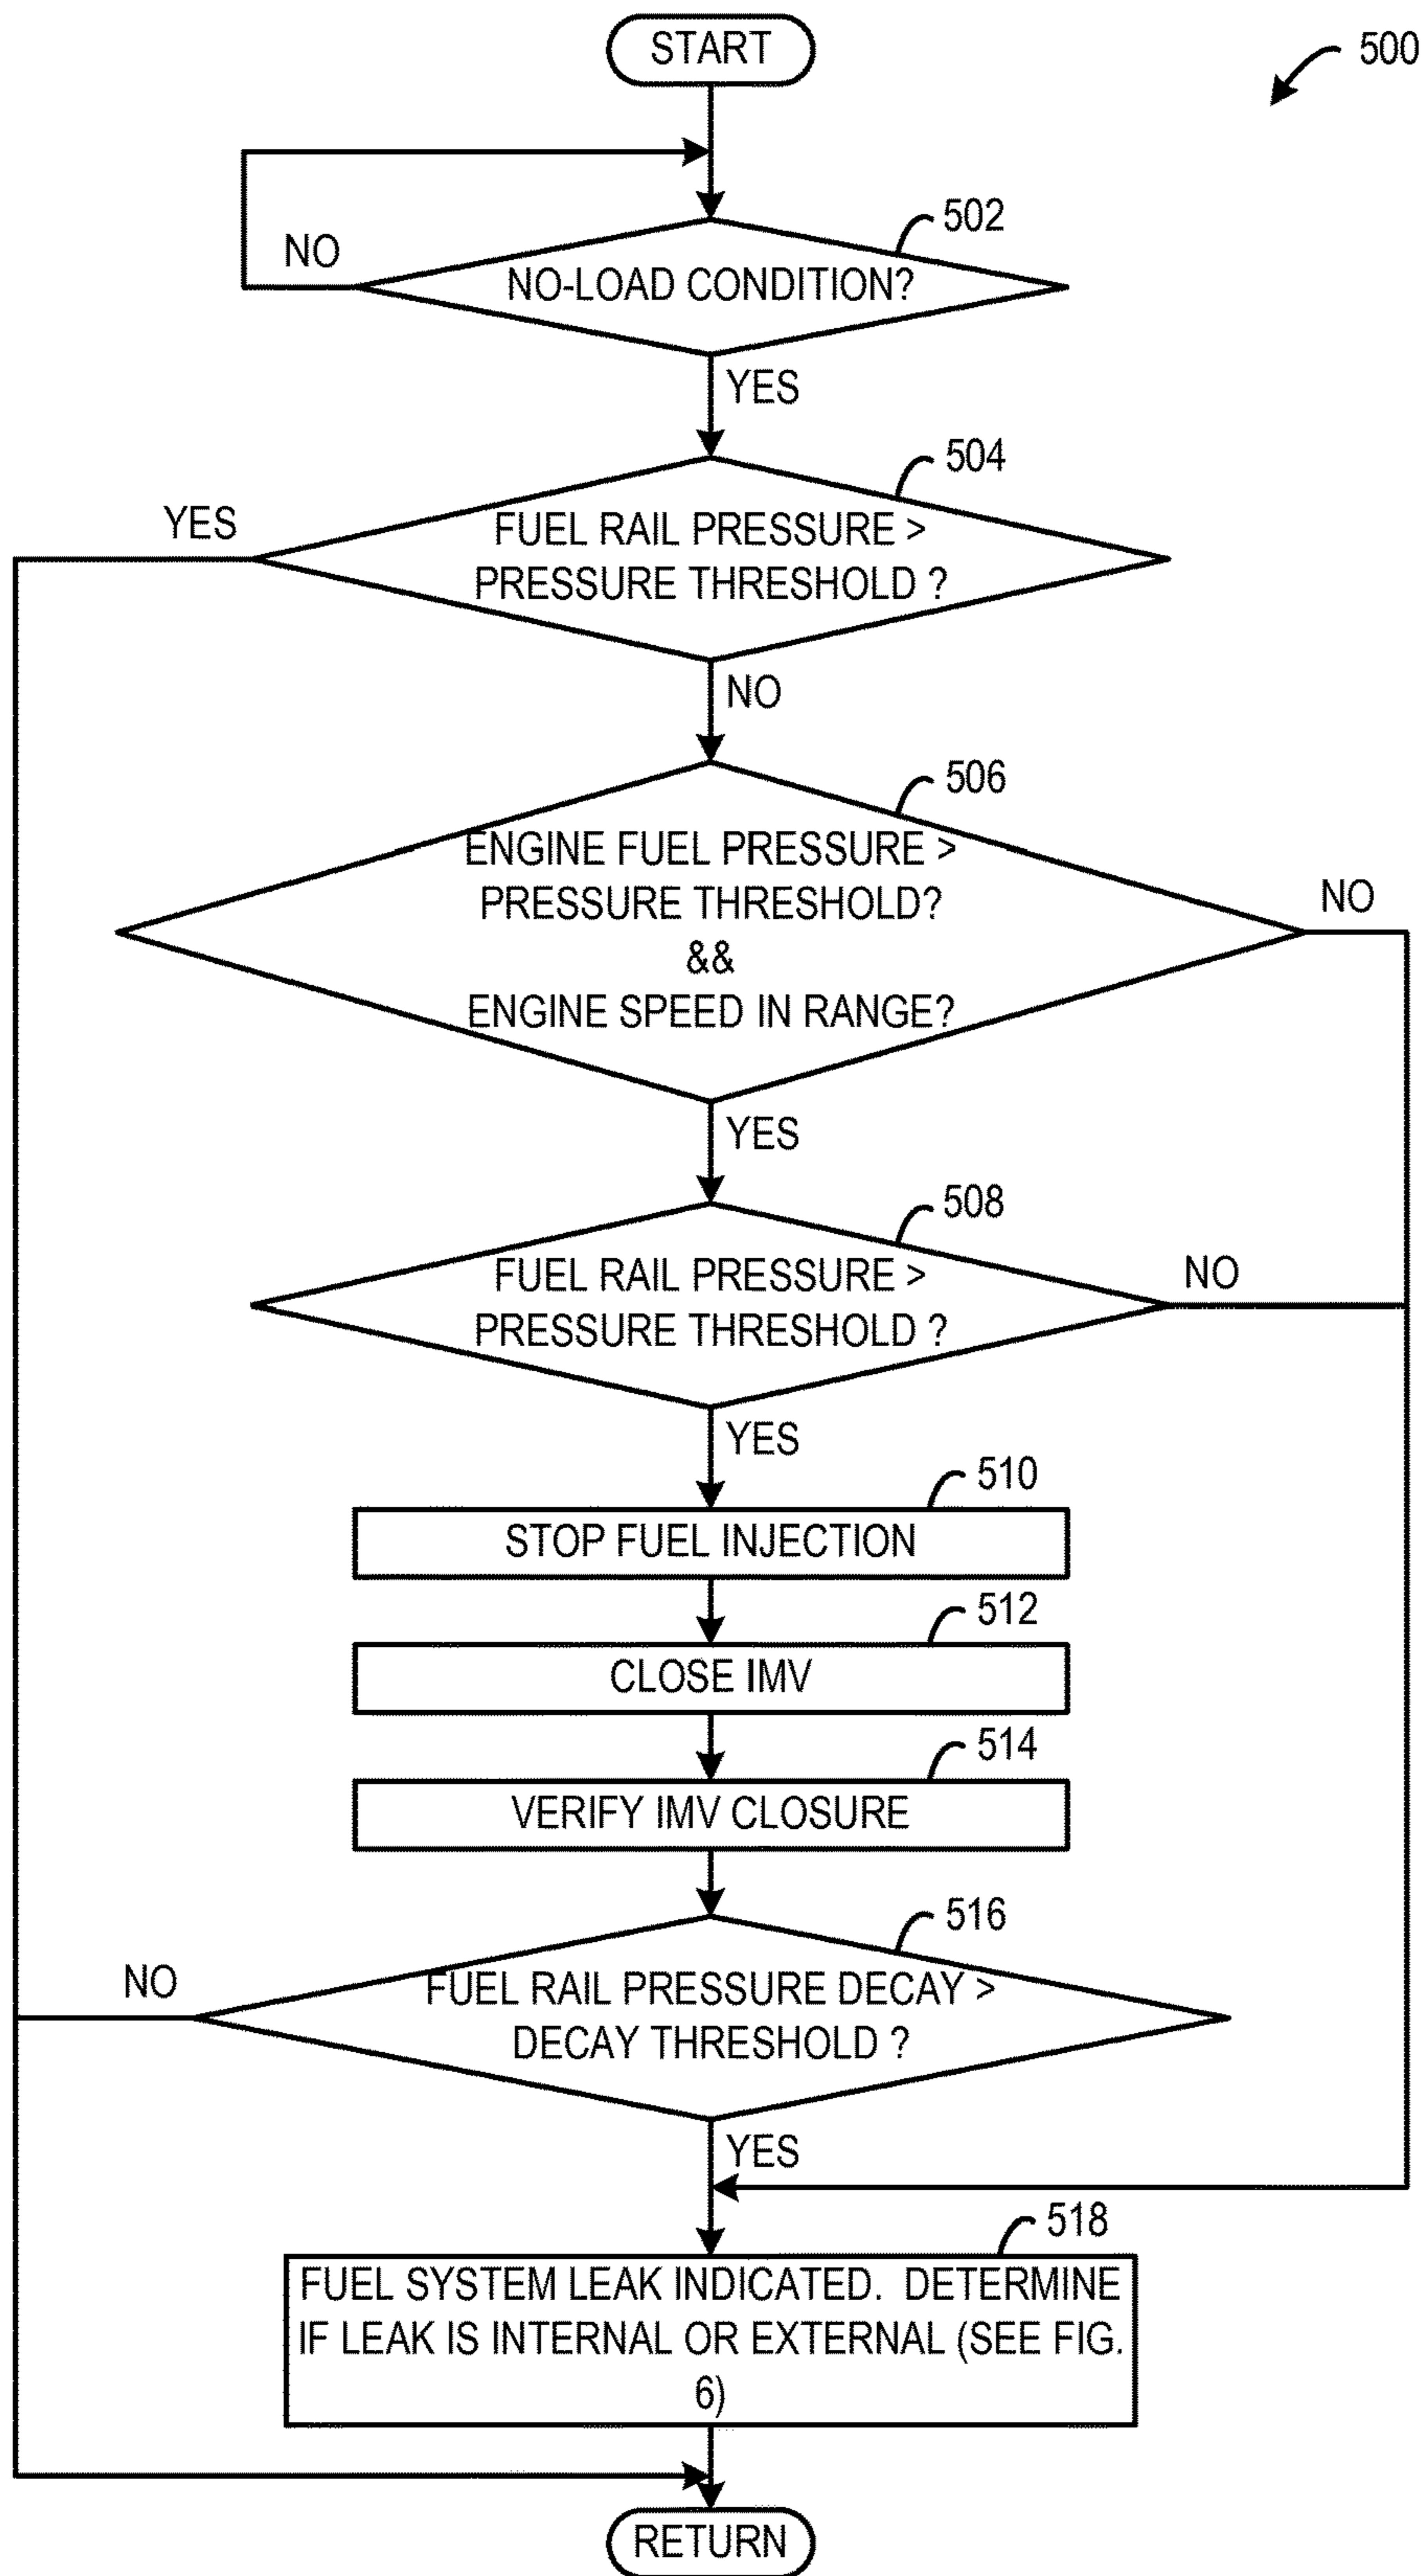 START
500
502
NO
NO-LOAD CONDITION?
YES
504
YES
FUEL RAIL PRESSURE >
PRESSURE THRESHOLD ?
NO
506
ENGINE FUEL PRESSURE >
PRESSURE THRESHOLD?
NO
&&
ENGINE SPEED IN RANGE?
YES
508
FUEL RAIL PRESSURE >
NO
PRESSURE THRESHOLD ?
YES
510
STOP FUEL INJECTION
512
CLOSE IMV
514
VERIFY IMV CLOSURE
516
NO
FUEL RAIL PRESSURE DECAY >
DECAY THRESHOLD ?
YES
518
FUEL SYSTEM LEAK INDICATED. DETERMINE
IF LEAK IS INTERNAL OR EXTERNAL (SEE FIG.
6)
RETURN